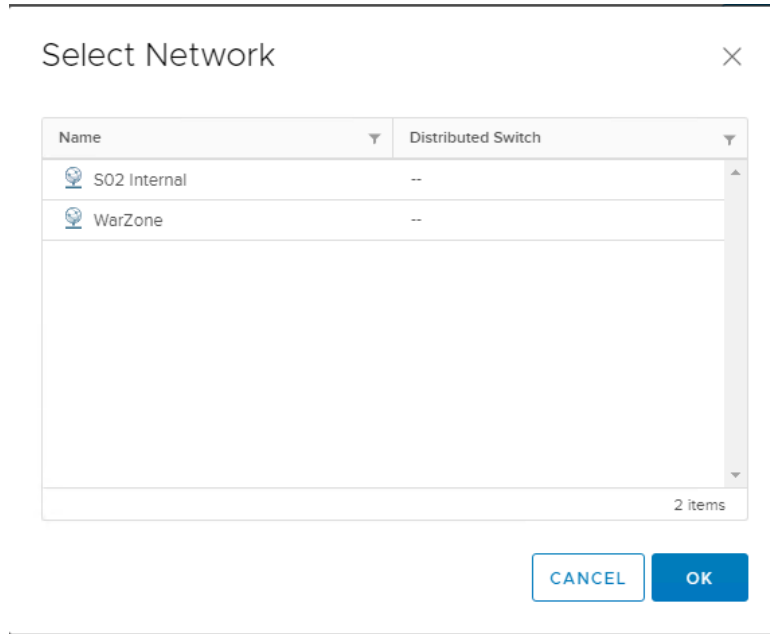 Select Network
Name Distributed Switch
S02 Internal --
WarZone --
2 items
CANCEL OK